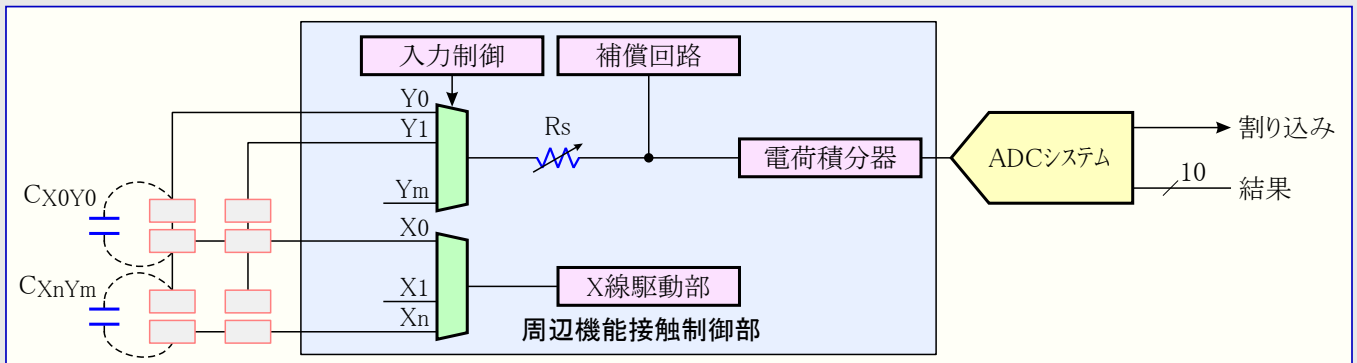 入力制御
補償回路
Y0
Y1
Ym
Rs
電荷積分器
ADCシステム
割り込み
10
結果
CX0Y0
X0
X1
Xn
X線駆動部
CXnYm
周辺機能接触制御部